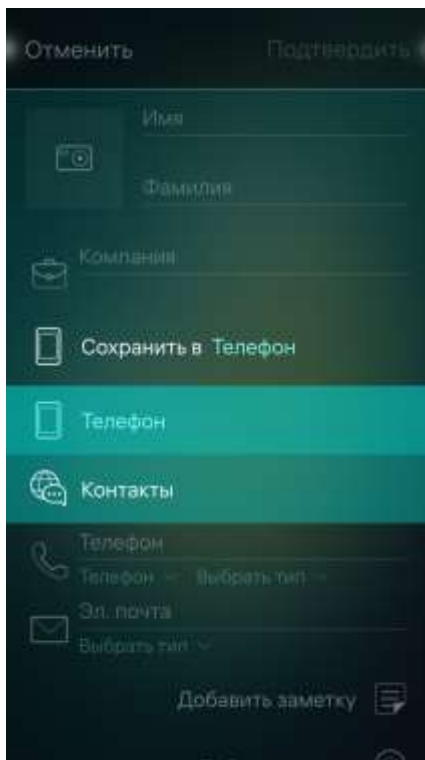 Отменить Подтвердить
Имя
Фамилия
Компания
Сохранить в Телефон
Телефон
Контакты
Телефон
Телефон Выбрать тип
Эл. почта
Выбрать тип
Добавить заметку